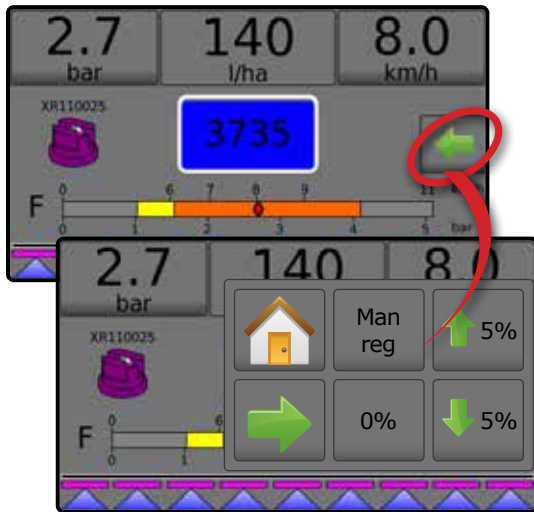 2.7 140 8.0
bar l/ha km/h
XR110025
3735
0 6 7 8 9 11
F
0 1 2 3 4 5 bar
2.7 140 8.0
bar
XR110025
Man reg
5%
0%
5%
0 6
F
0 1